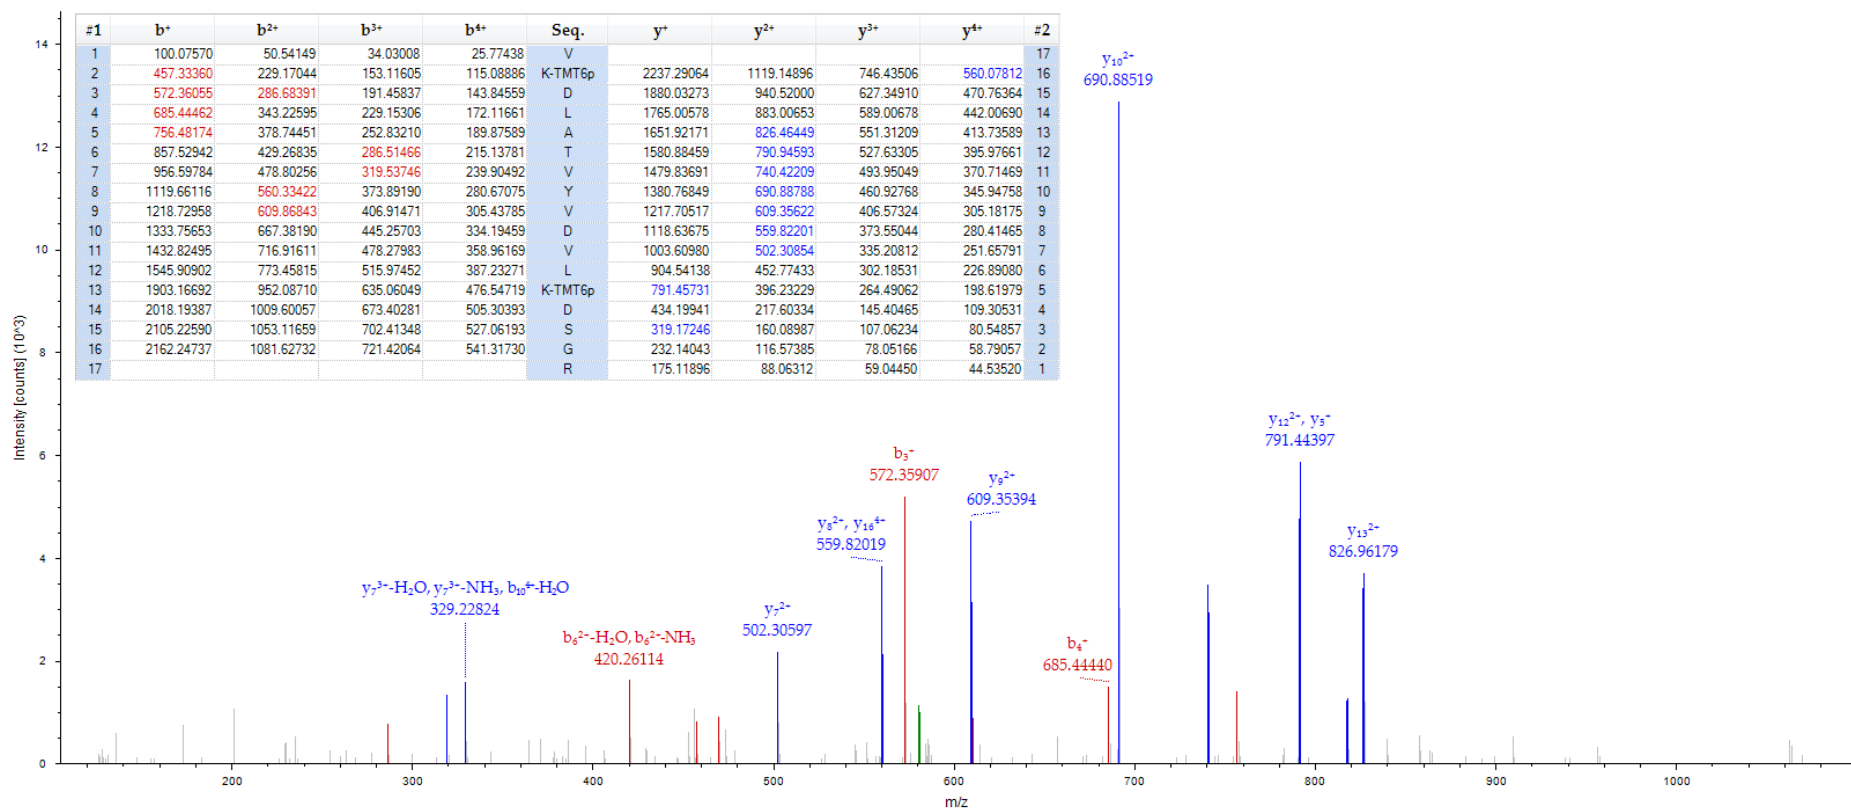 #1 b⁺ b²⁺ b³⁺ b⁴⁺ Seq. y⁺ y²⁺ y³⁺ y⁴⁺ #2
1 100.07570 50.54149 34.03008 25.77438 V 17
2 457.33360 229.17044 153.11605 115.08886 K-TMT6p 2237.29064 1119.14896 746.43506 560.07812 16
3 572.36055 286.68391 191.45837 143.84559 D 1880.03273 940.52000 627.34910 470.76364 15
4 685.44462 343.22595 229.15306 172.11661 L 1765.00578 883.00653 589.00678 442.00690 14
5 756.48174 378.74451 252.83210 189.87589 A 1651.92171 826.46449 551.31209 413.73589 13
6 857.52942 429.26835 286.51466 215.13781 T 1580.88459 790.94593 527.63305 395.97661 12
7 956.59784 478.80256 319.53746 239.90492 V 1479.83691 740.42209 493.95049 370.71469 11
8 1119.66116 560.33422 373.89190 280.67075 Y 1380.76849 690.88788 460.92768 345.94758 10
9 1218.72958 609.86843 406.91471 305.43785 V 1217.70517 609.35622 406.57324 305.18175 9
10 1333.75653 667.38190 445.25703 334.19459 D 1118.63675 559.82201 373.55044 280.41465 8
11 1432.82495 716.91611 478.27983 358.96169 V 1003.60980 502.30854 335.20812 251.65791 7
12 1545.90902 773.45815 515.97452 387.23271 L 904.54138 452.77433 302.18531 226.89080 6
13 1903.16692 952.08710 635.06049 476.54719 K-TMT6p 791.45731 396.23229 264.49062 198.61979 5
14 2018.19387 1009.60057 673.40281 505.30393 D 434.19941 217.60334 145.40465 109.30531 4
15 2105.22590 1053.11659 702.41348 527.06193 S 319.17246 160.08987 107.06234 80.54857 3
16 2162.24737 1081.62732 721.42064 541.31730 G 232.14043 116.57385 78.05166 58.79057 2
17 R 175.11896 88.06312 59.04450 44.53520 1
y₁₀²⁺
690.88519
y₁₂²⁺, y₅⁺
791.44397
b₃⁺
572.35907
y₉²⁺
609.35394
y₈²⁺, y₁₆⁴⁺
559.82019
y₁₃²⁺
826.96179
y₇³⁺-H₂O, y₇³⁺-NH₃, b₁₀⁴⁺-H₂O
329.22824
y₇²⁺
502.30597
b₆²⁺-H₂O, b₆²⁺-NH₃
420.26114
b₄⁺
685.44440
Intensity [counts] (10^3)
14
12
10
8
6
4
2
0
200 300 400 500 600 700 800 900 1000
m/z